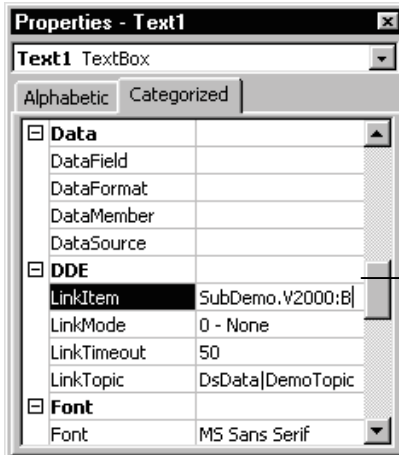 Properties - Text1
Text1 TextBox
Alphabetic Categorized
Data
DataField
DataFormat
DataMember
DataSource
DDE
LinkItem SubDemo.V2000:B
LinkMode 0 - None
LinkTimeout 50
LinkTopic DsData|DemoTopic
Font
Font MS Sans Serif